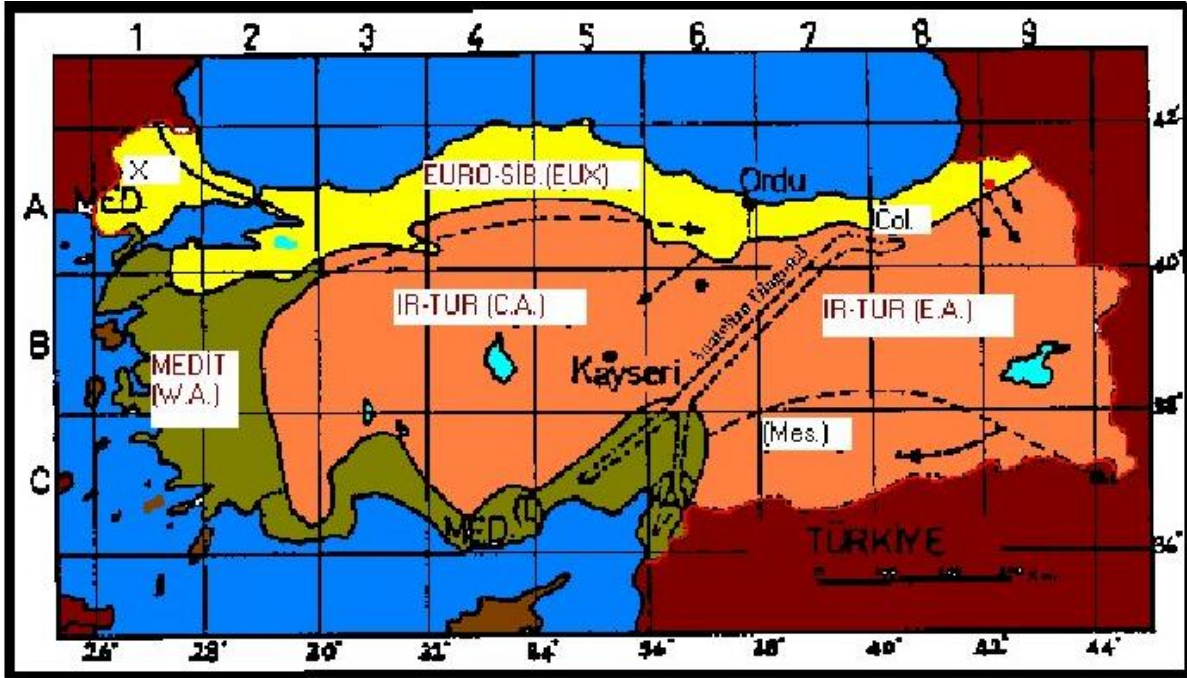 1 2 3 4 5 6 7 8 9
42°
X
EURO-SIB.(EUX)
MED.
Ordu
A
Col.
40°
IR-TUR (C.A.)
IR-TUR (E.A.)
Anatolian Diagonal
B
MEDIT
(W.A.)
Kayseri
38°
(Mes.)
C
MED. (T)
TÜRKİYE
36°
26° 28° 30° 32° 34° 36° 38° 40° 42° 44°